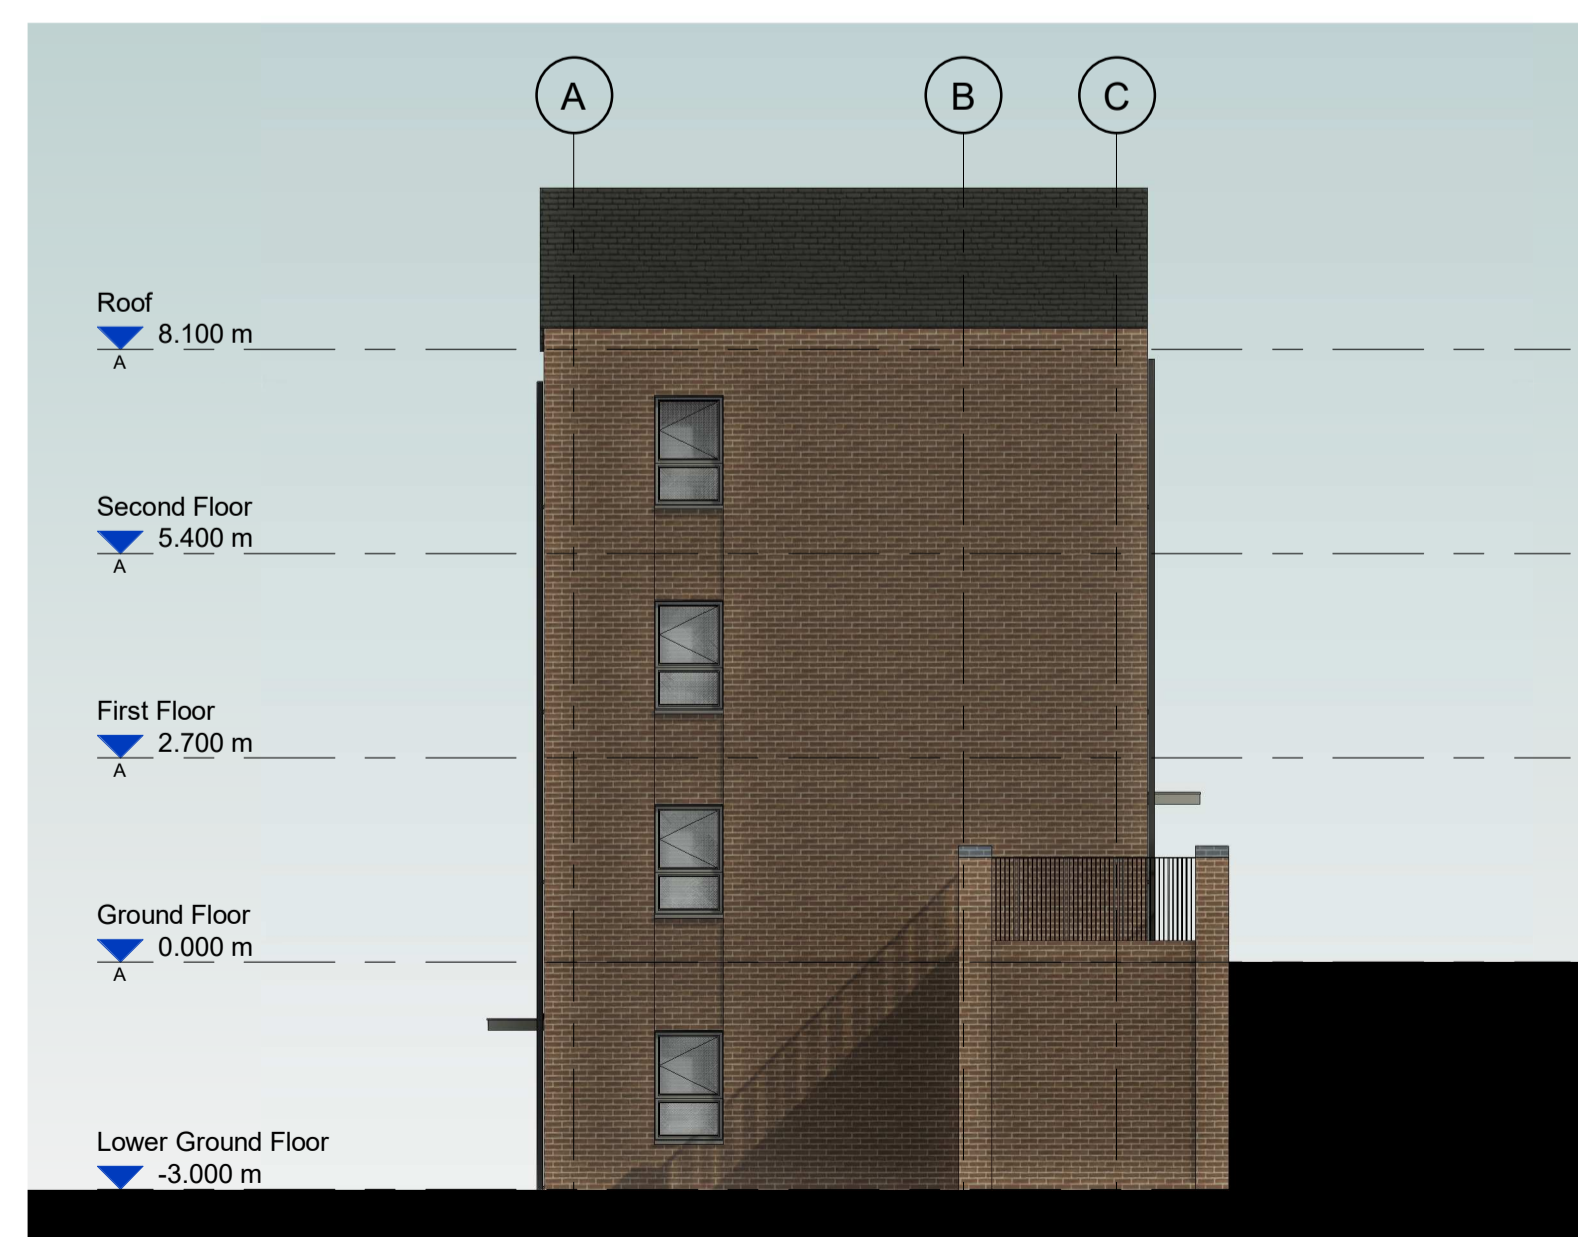 A
B
C
Roof
8.100 m
A
Second Floor
5.400 m
A
First Floor
2.700 m
A
Ground Floor
0.000 m
A
Lower Ground Floor
-3.000 m